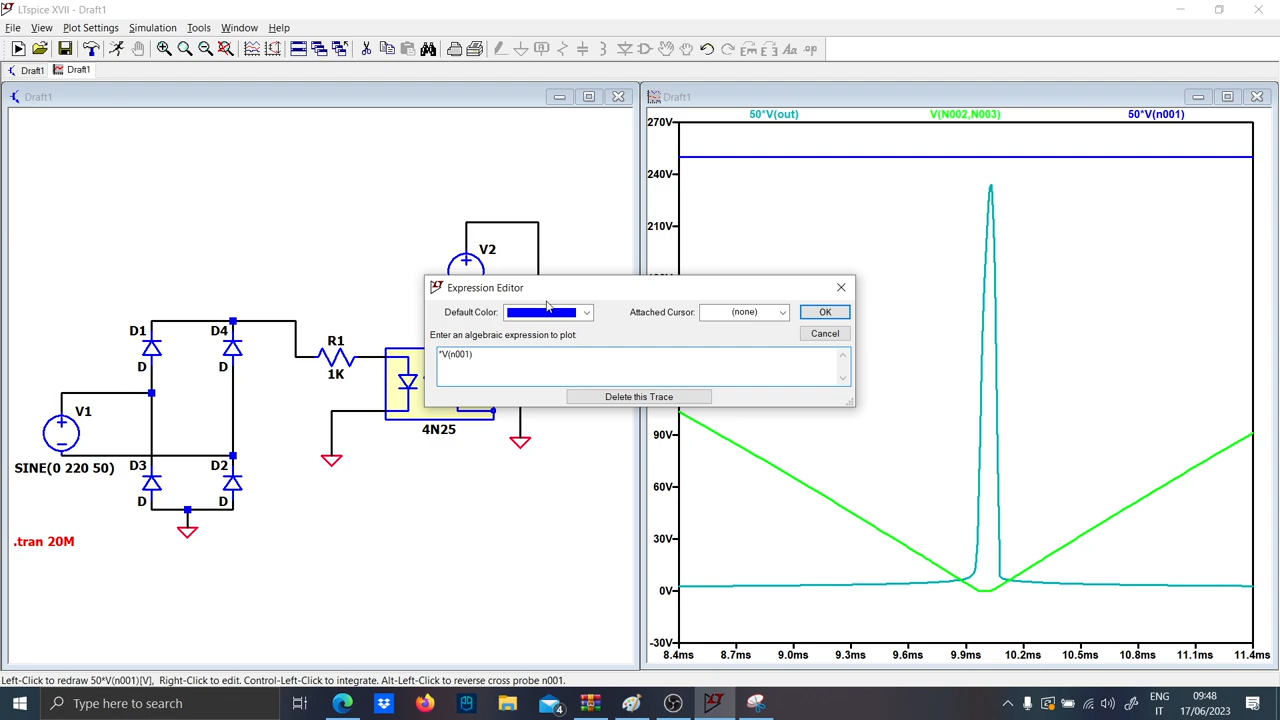 LTspice XVII - Draft1
File View Plot Settings Simulation Tools Window Help
Draft1 Draft1
Draft1
Draft1
50*V(out) V(N002,N003) 50*V(n001)
270V
240V
210V
90V
60V
30V
0V
-30V
8.4ms 8.7ms 9.0ms 9.3ms 9.6ms 9.9ms 10.2ms 10.5ms 10.8ms 11.1ms 11.4ms
V2
D1
D4
D
D
R1
1K
V1
SINE(0 220 50)
D3
D2
D
D
4N25
.tran 20M
Expression Editor
Default Color:
Attached Cursor: (none)
OK
Enter an algebraic expression to plot:
Cancel
*V(n001)
Delete this Trace
Left-Click to redraw 50*V(n001)[V], Right-Click to edit. Control-Left-Click to integrate. Alt-Left-Click to reverse cross probe n001.
Type here to search
4
ENG
IT
09:48
17/06/2023